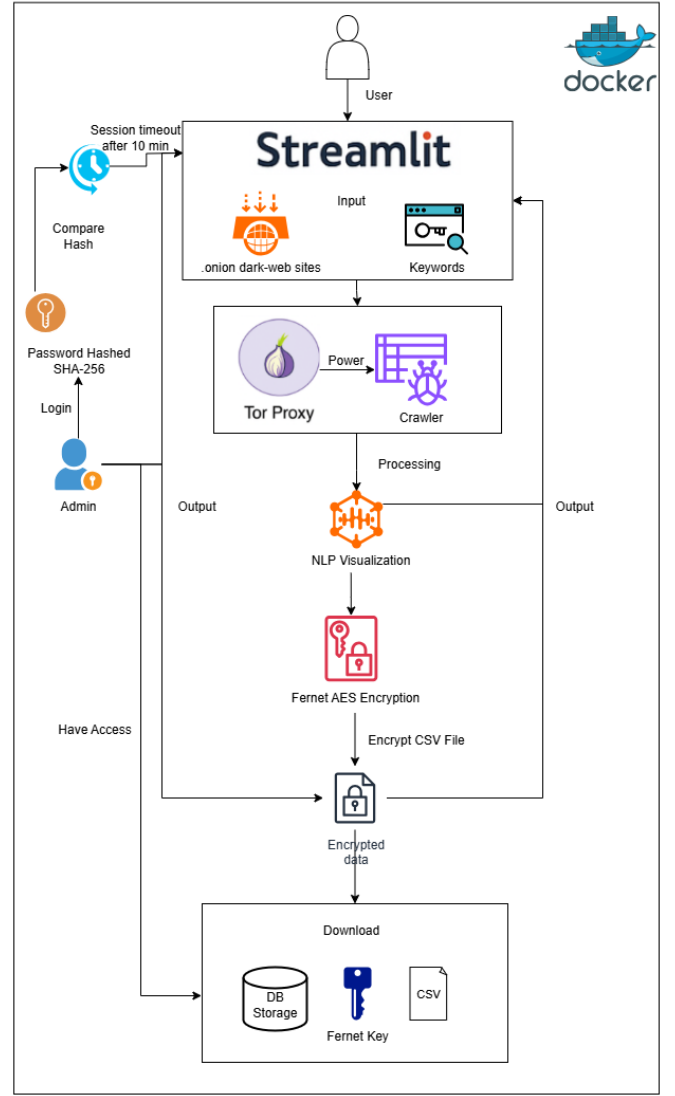 docker
User
Session timeout
after 10 min
Streamlit
Input
.onion dark-web sites
Keywords
Compare
Hash
Password Hashed
SHA-256
Login
Power
Tor Proxy
Crawler
Processing
Admin
Output
Output
NLP Visualization
Fernet AES Encryption
Have Access
Encrypt CSV File
Encrypted
data
Download
DB
Storage
CSV
Fernet Key